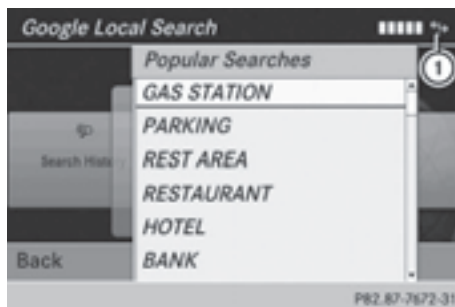 Google Local Search
1
Popular Searches
GAS STATION
PARKING
REST AREA
Search
RESTAURANT
HOTEL
Back
BANK
P82.87-7672-31